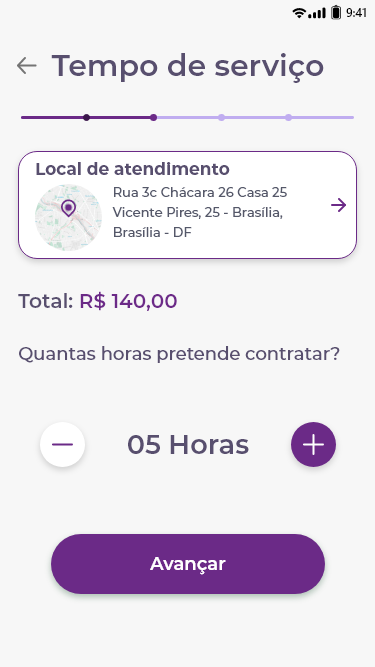 9:41
Tempo de serviço
Local de atendimento
Rua 3c Chácara 26 Casa 25
Vicente Pires, 25 - Brasília,
Brasília - DF
Total: R$ 140,00
Quantas horas pretende contratar?
05 Horas
Avançar